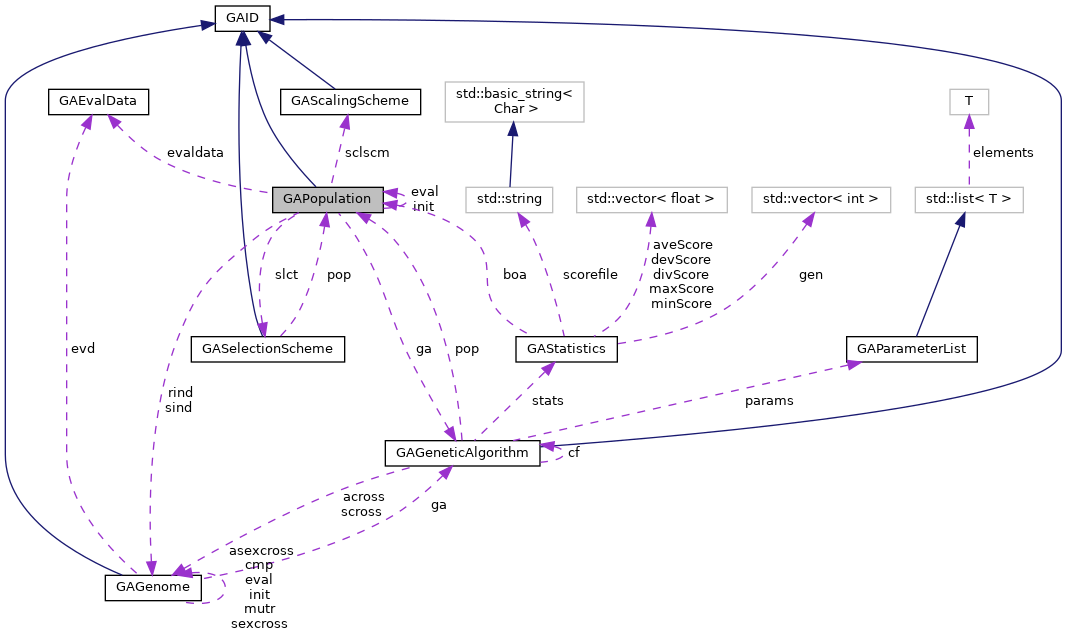 GAID
GAEvalData
GAScalingScheme
std::basic_string<
Char >
T
evaldata
sclscm
elements
GAPopulation
eval
init
std::string
std::vector< float >
std::vector< int >
std::list< T >
slct
pop
boa
scorefile
aveScore
devScore
divScore
maxScore
minScore
gen
evd
GASelectionScheme
ga
pop
GAStatistics
GAParameterList
rind
sind
stats
params
GAGeneticAlgorithm
cf
across
scross
ga
asexcross
cmp
eval
init
mutr
sexcross
GAGenome